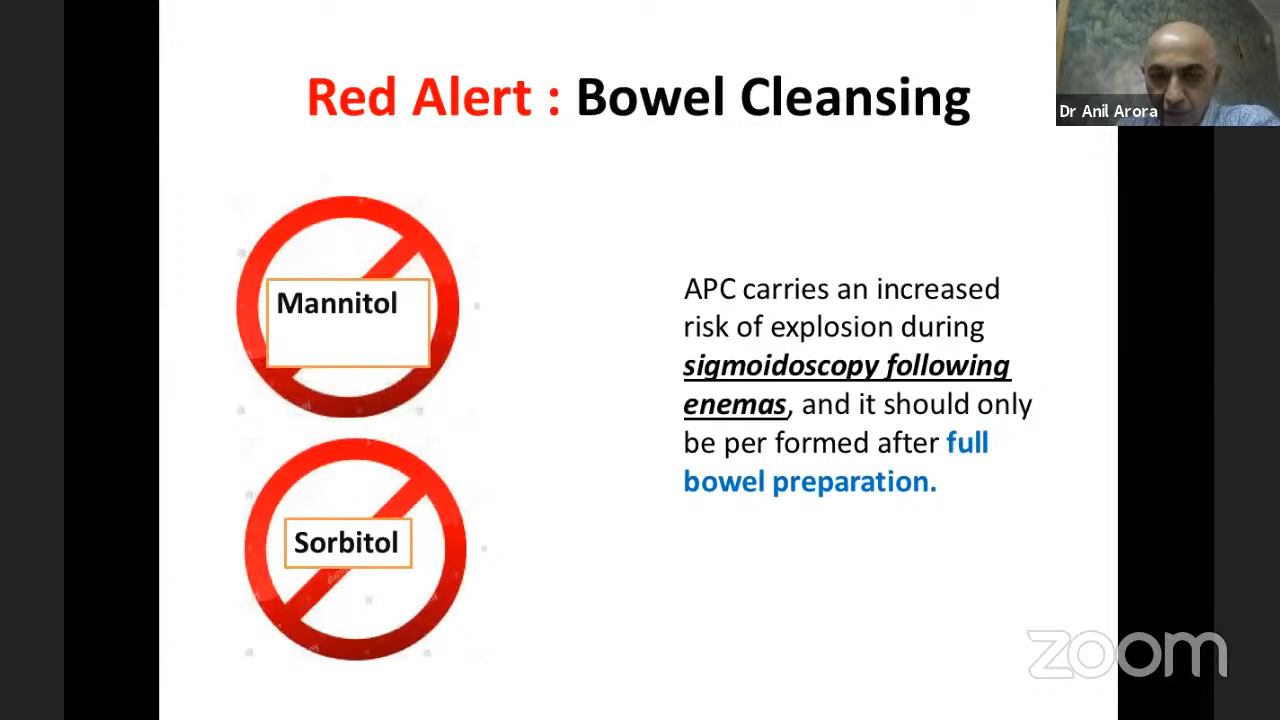 Red Alert : Bowel Cleansing
Dr Anil Arora
Mannitol
APC carries an increased
risk of explosion during
sigmoidoscopy following
enemas, and it should only
be per formed after full
bowel preparation.
Sorbitol
zoom